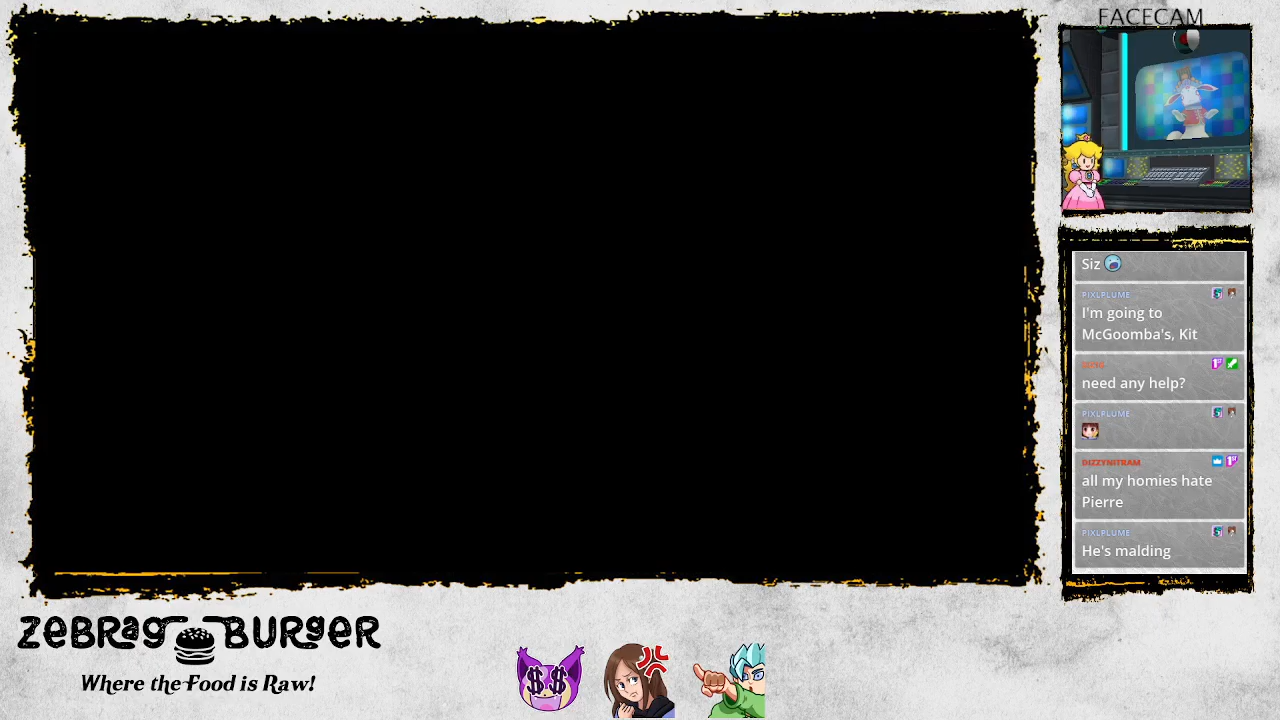 FACECAM
Siz
PIXLPLUME
I'm going to
McGoomba's, Kit
need any help?
PIXLPLUME
DIZZYNITRAM
all my homies hate
Pierre
PIXLPLUME
He's malding
ZEBRAG BURGER
Where the Food is Raw!
$ $